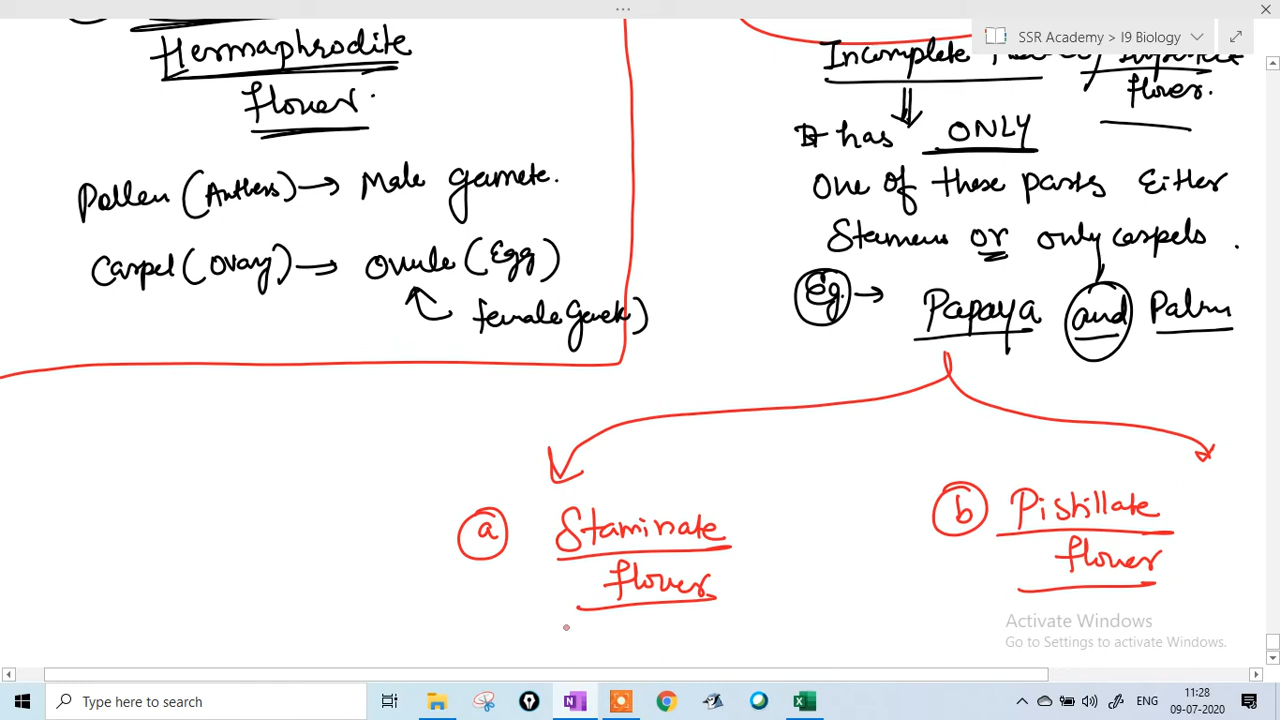 SSR Academy > I9 Biology
Hermaphrodite
flower.
Pollen (Anthers) → Male gamete.
Carpel (Ovary) → Ovule (Egg)
female Gamete)
Incomplete
flower.
It has ONLY
One of these parts Either
Stamens or only carpels.
Eg. → Papaya and Palm
a Staminate
flower
b Pistillate
flower
Activate Windows
Go to Settings to activate Windows.
Type here to search
ENG
11:28
09-07-2020